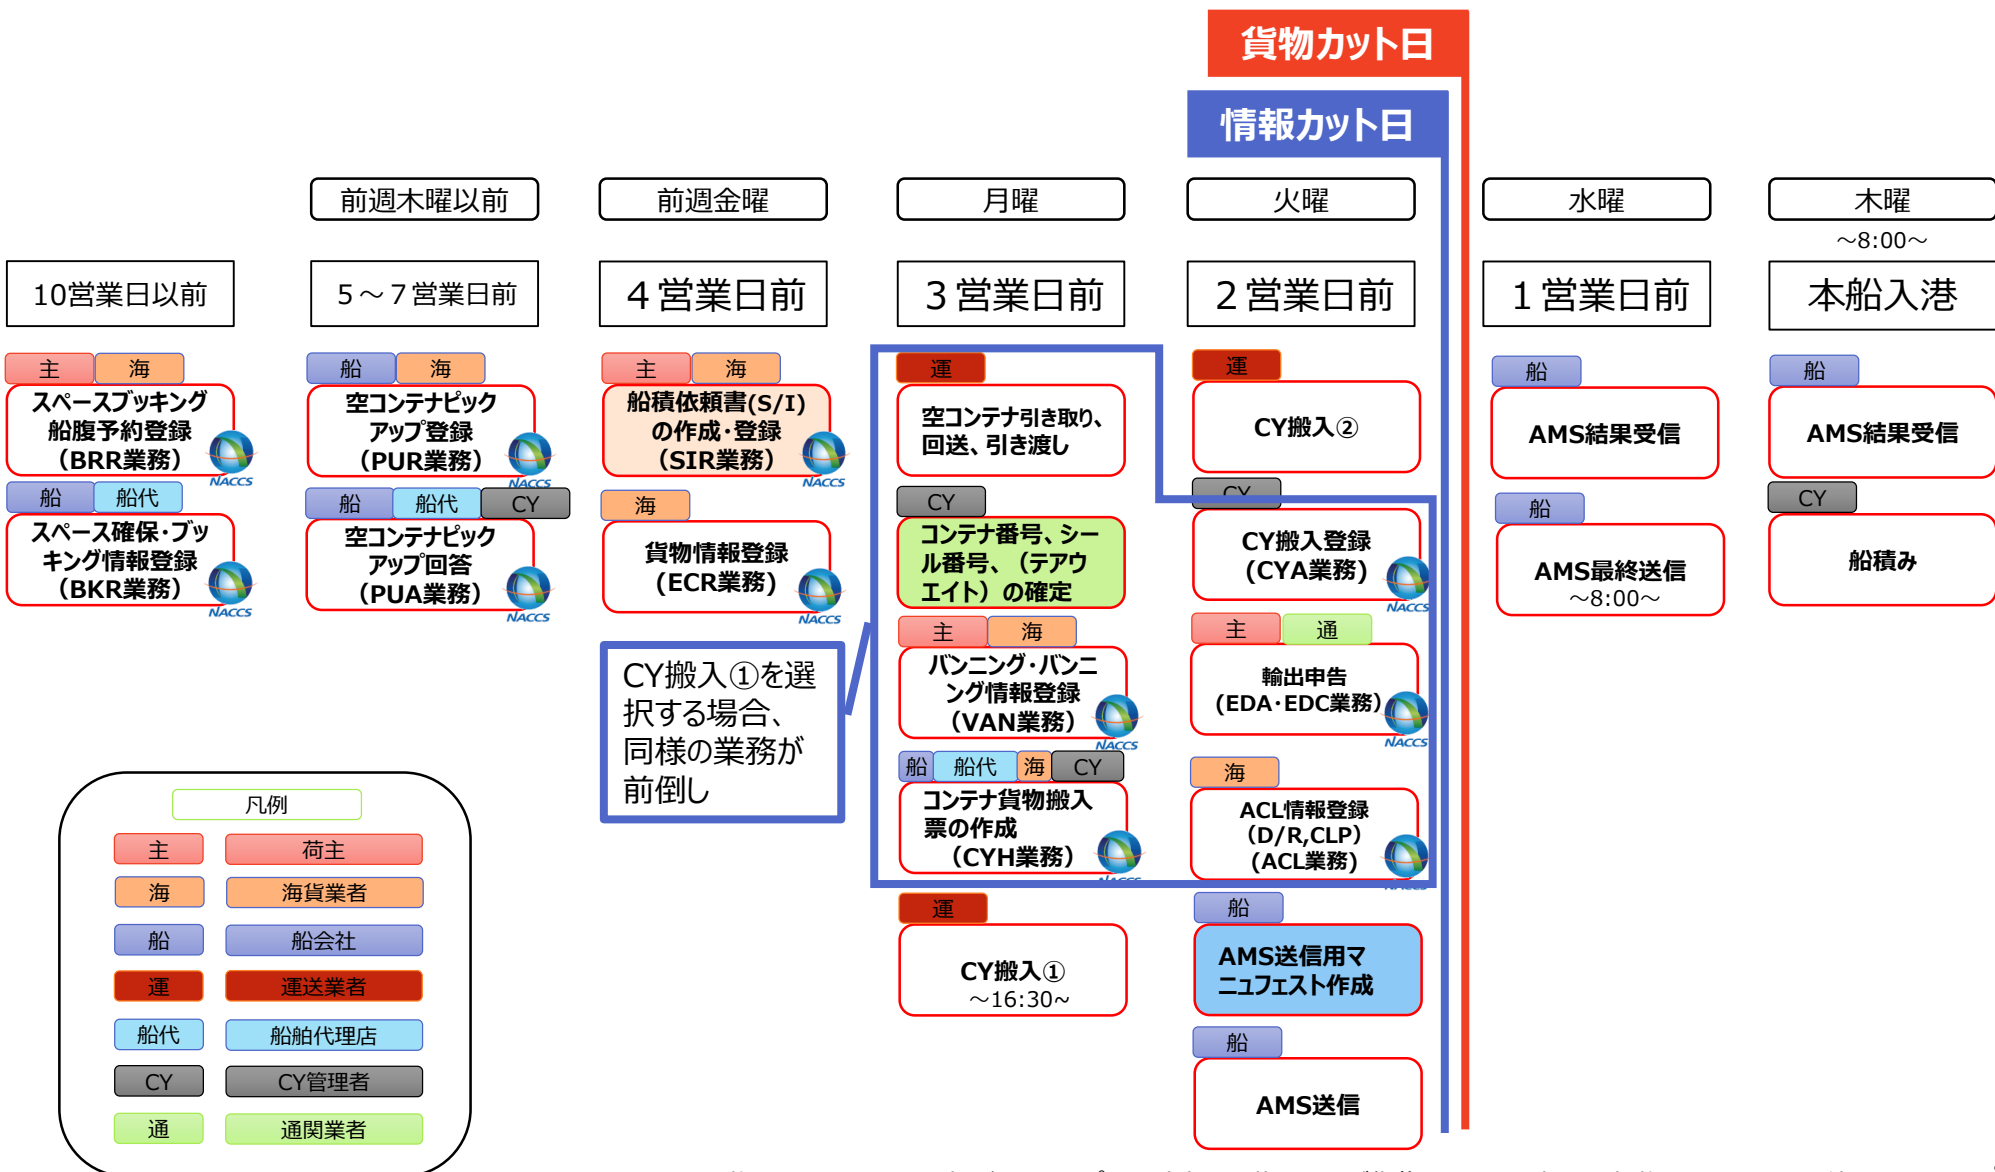 貨物カット日
情報カット日
前週木曜以前
前週金曜
月曜
火曜
水曜
木曜
～8:00～
10営業日以前
５～７営業日前
４営業日前
３営業日前
２営業日前
１営業日前
本船入港
主 海
スペースブッキング
船腹予約登録
（BRR業務）
NACCS
船 船代
スペース確保・ブッ
キング情報登録
（BKR業務）
NACCS
船 海
空コンテナピック
アップ登録
（PUR業務）
NACCS
船 船代 CY
空コンテナピック
アップ回答
（PUA業務）
NACCS
主 海
船積依頼書(S/I)
の作成・登録
（SIR業務）
NACCS
海
貨物情報登録
(ECR業務)
NACCS
CY搬入①を選
択する場合、
同様の業務が
前倒し
運
空コンテナ引き取り、
回送、引き渡し
CY
コンテナ番号、シー
ル番号、（テアウ
エイト）の確定
主 海
バンニング・バンニ
ング情報登録
（VAN業務）
NACCS
船 船代 海 CY
コンテナ貨物搬入
票の作成
（CYH業務）
NACCS
運
CY搬入①
～16:30~
運
CY搬入②
CY
CY搬入登録
(CYA業務)
NACCS
主 通
輸出申告
(EDA・EDC業務)
NACCS
海
ACL情報登録
（D/R,CLP）
(ACL業務)
NACCS
船
AMS送信用マ
ニュフェスト作成
船
AMS送信
船
AMS結果受信
船
AMS最終送信
～8:00～
船
AMS結果受信
CY
船積み
凡例
主 荷主
海 海貨業者
船 船会社
運 運送業者
船代 船舶代理店
CY CY管理者
通 通関業者